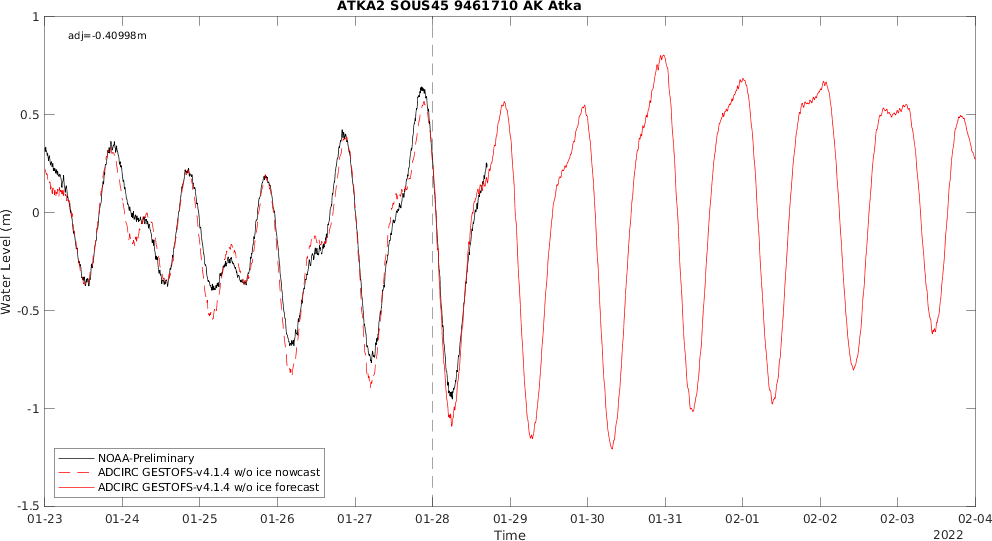 ATKA2 SOUS45 9461710 AK Atka
adj=-0.40998m
1
0.5
0
-0.5
-1
-1.5
Water Level (m)
NOAA-Preliminary
ADCIRC GESTOFS-v4.1.4 w/o ice nowcast
ADCIRC GESTOFS-v4.1.4 w/o ice forecast
01-23 01-24 01-25 01-26 01-27 01-28 01-29 01-30 01-31 02-01 02-02 02-03 02-04
Time
2022